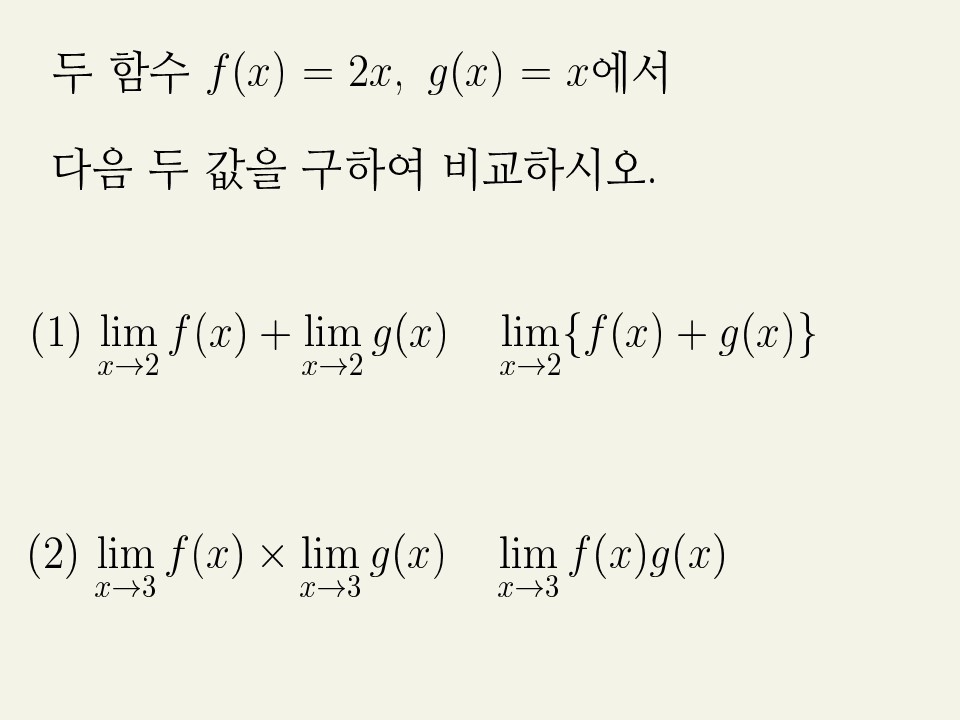 두 함수 f(x) = 2x, g(x) = x에서
다음 두 값을 구하여 비교하시오.
(1) lim_{x→2} f(x) + lim_{x→2} g(x) lim_{x→2}{f(x) + g(x)}
(2) lim_{x→3} f(x) × lim_{x→3} g(x) lim_{x→3} f(x)g(x)